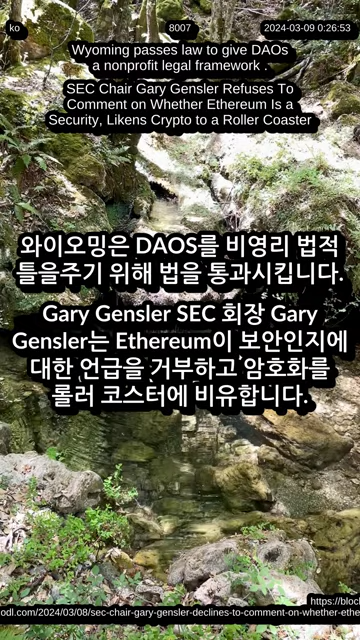 ko
8007
2024-03-09 0:26:53
Wyoming passes law to give DAOs
a nonprofit legal framework .
SEC Chair Gary Gensler Refuses To
Comment on Whether Ethereum Is a
Security, Likens Crypto to a Roller Coaster
와이오밍은 DAOS를 비영리 법적
틀을주기 위해 법을 통과시킵니다.
Gary Gensler SEC 회장 Gary
Gensler는 Ethereum이 보안인지에
대한 언급을 거부하고 암호화를
롤러 코스터에 비유합니다.
https://bloc
odl.com/2024/03/08/sec-chair-gary-gensler-declines-to-comment-on-whether-ethe